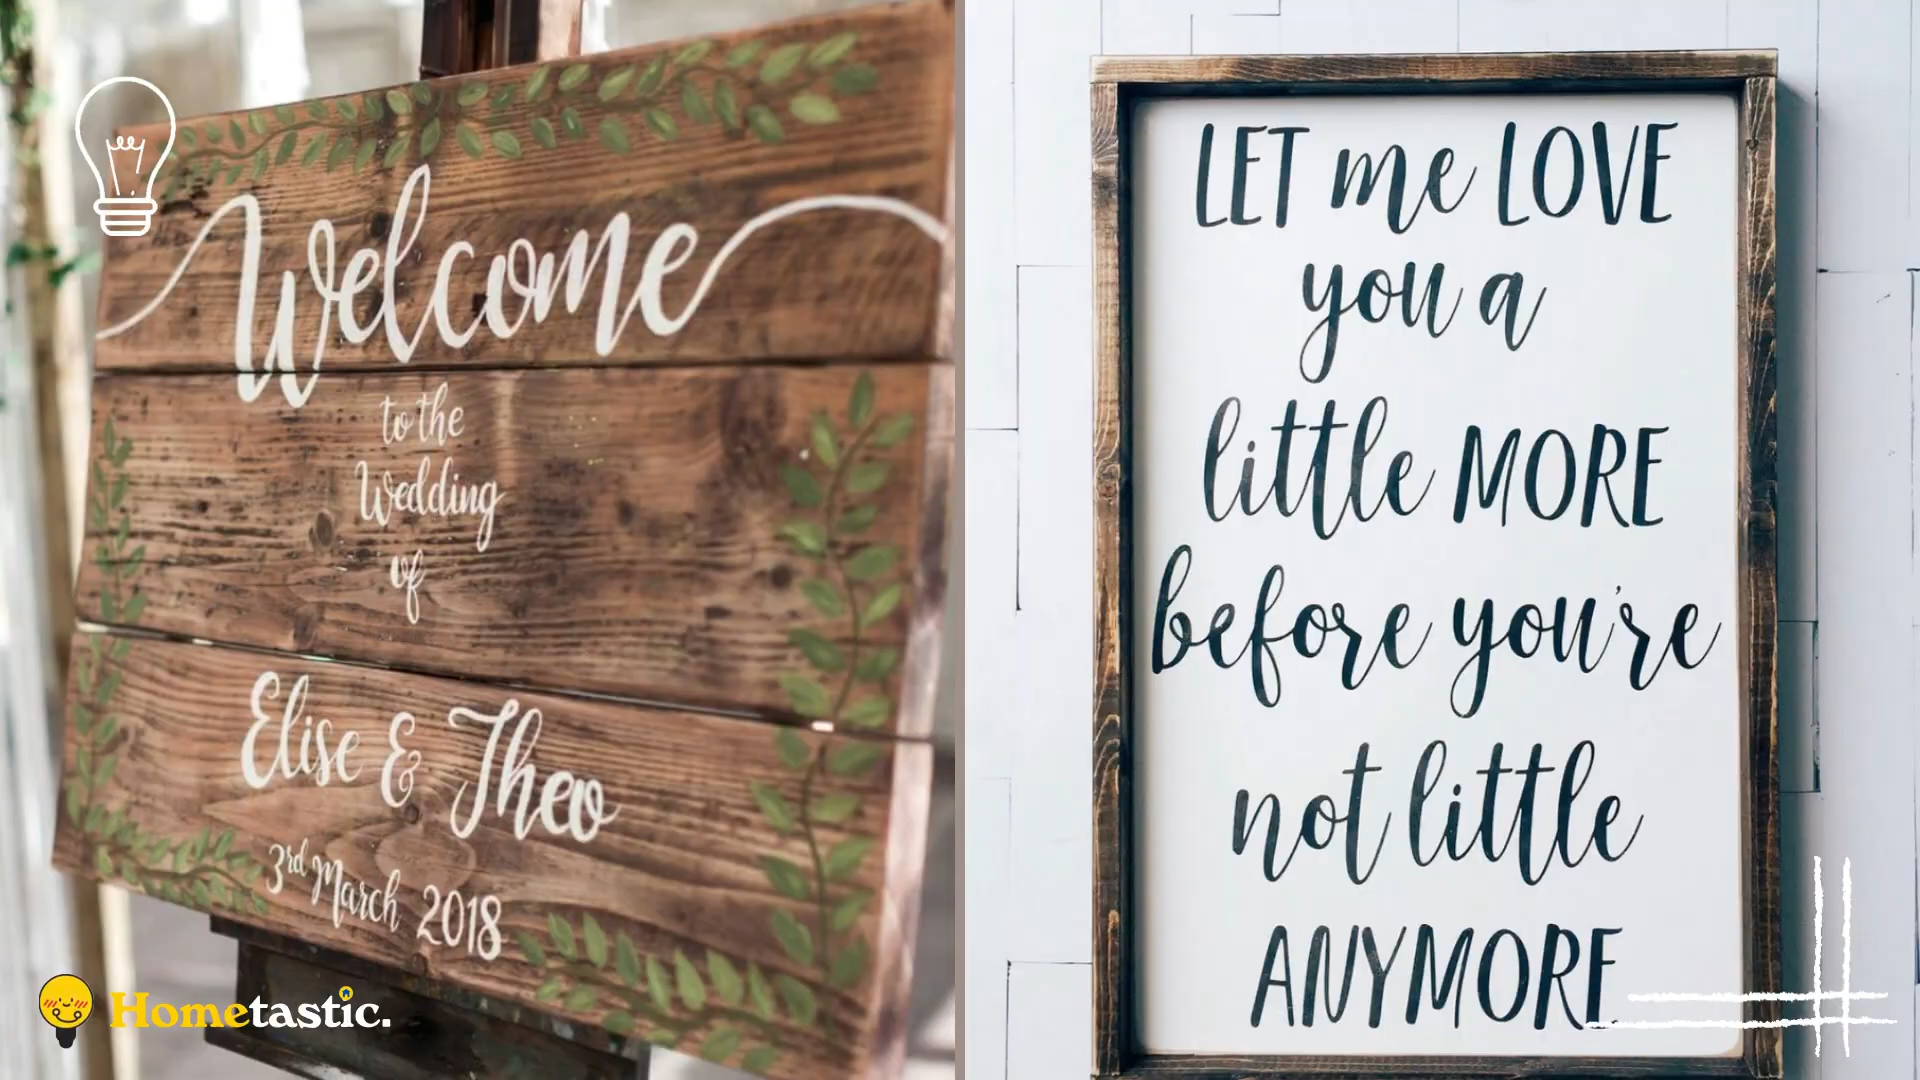 Welcome
to the
Wedding
of
Elise & Theo
3rd March 2018
Hometastic.
LET me LOVE
you a
little MORE
before you're
not little
ANYMORE